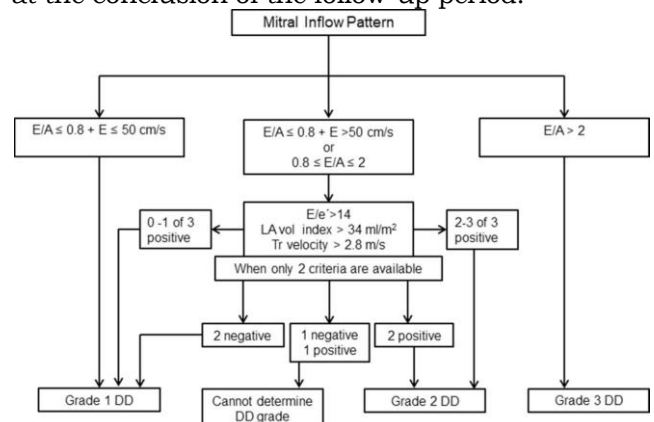 at the conclusion of the follow-up period.
Mitral Inflow Pattern
E/A ≤ 0.8 + E ≤ 50 cm/s
E/A ≤ 0.8 + E >50 cm/s
or
0.8 ≤ E/A ≤ 2
E/A > 2
0 -1 of 3
positive
E/e´>14
LA vol index > 34 ml/m²
Tr velocity > 2.8 m/s
2-3 of 3
positive
When only 2 criteria are available
2 negative
1 negative
1 positive
2 positive
Grade 1 DD
Cannot determine
DD grade
Grade 2 DD
Grade 3 DD